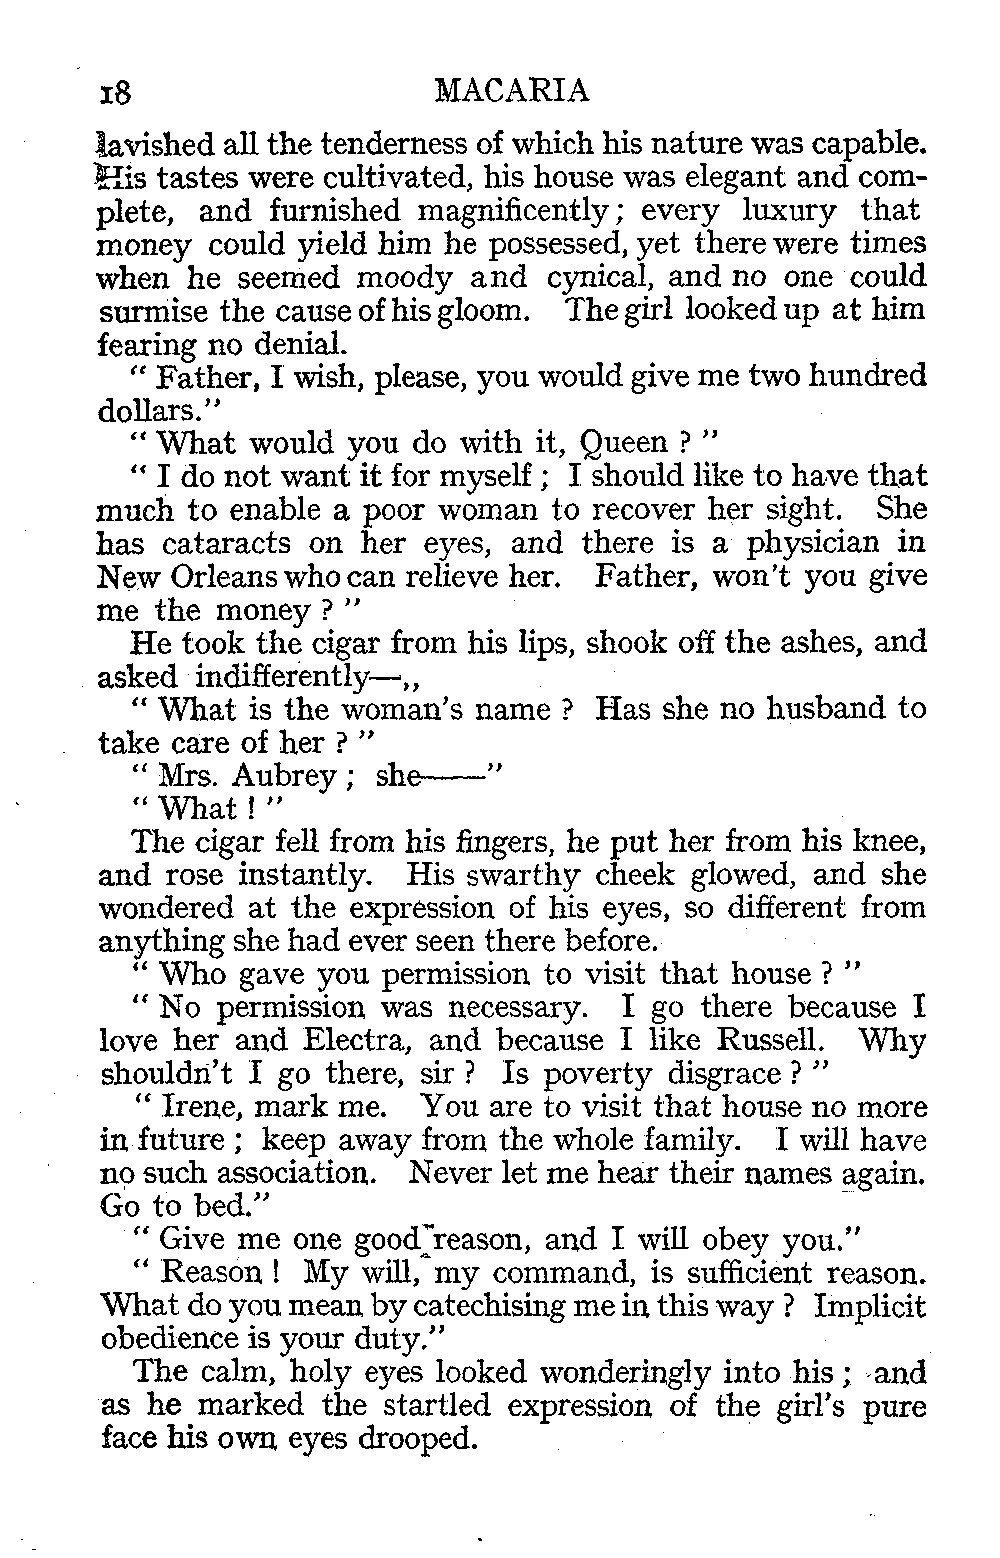 18 MACARIA
lavished all the tenderness of which his nature was capable.
His tastes were cultivated, his house was elegant and com-
plete, and furnished magnificently; every luxury that
money could yield him he possessed, yet there were times
when he seemed moody and cynical, and no one could
surmise the cause of his gloom. The girl looked up at him
fearing no denial.
“ Father, I wish, please, you would give me two hundred
dollars.”
“ What would you do with it, Queen ? ”
“ I do not want it for myself ; I should like to have that
much to enable a poor woman to recover her sight. She
has cataracts on her eyes, and there is a physician in
New Orleans who can relieve her. Father, won't you give
me the money ? ”
He took the cigar from his lips, shook off the ashes, and
asked indifferently—,,
“ What is the woman's name ? Has she no husband to
take care of her ? ”
“ Mrs. Aubrey ; she——”
“ What ! ”
The cigar fell from his fingers, he put her from his knee,
and rose instantly. His swarthy cheek glowed, and she
wondered at the expression of his eyes, so different from
anything she had ever seen there before.
“ Who gave you permission to visit that house ? ”
“ No permission was necessary. I go there because I
love her and Electra, and because I like Russell. Why
shouldn't I go there, sir ? Is poverty disgrace ? ”
“ Irene, mark me. You are to visit that house no more
in future ; keep away from the whole family. I will have
no such association. Never let me hear their names again.
Go to bed.”
“ Give me one good reason, and I will obey you.”
“ Reason ! My will, my command, is sufficient reason.
What do you mean by catechising me in this way ? Implicit
obedience is your duty.”
The calm, holy eyes looked wonderingly into his ; and
as he marked the startled expression of the girl's pure
face his own eyes drooped.